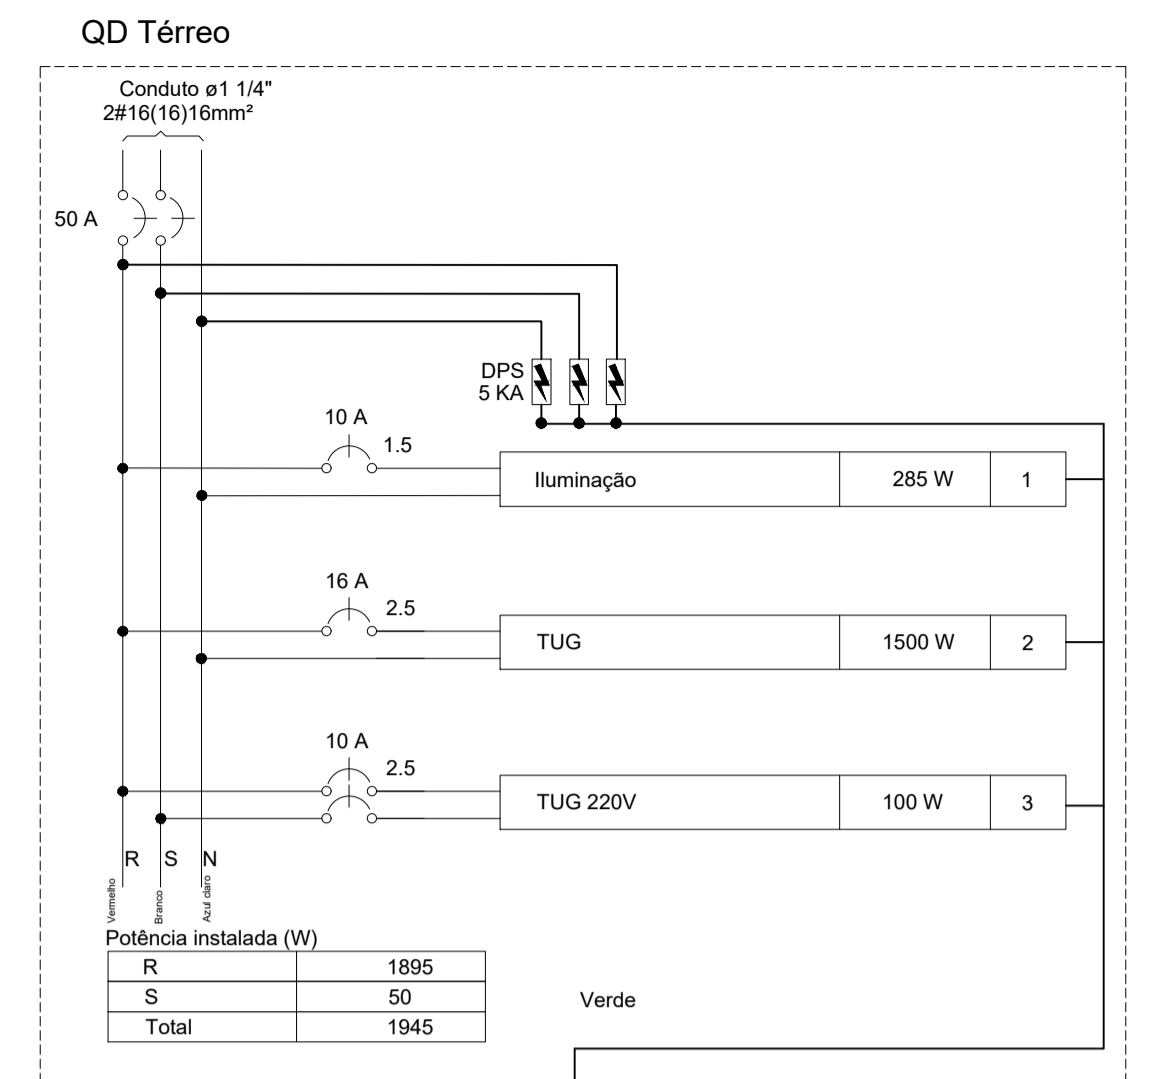 QD Térreo
Conduto ø1 1/4"
2#16(16)16mm²
50 A
DPS
5 KA
10 A
1.5
Iluminação 285 W 1
16 A
2.5
TUG 1500 W 2
10 A
2.5
TUG 220V 100 W 3
R S N
Vermelho
Branco
Azul claro
Potência instalada (W)
R 1895
S 50
Total 1945
Verde